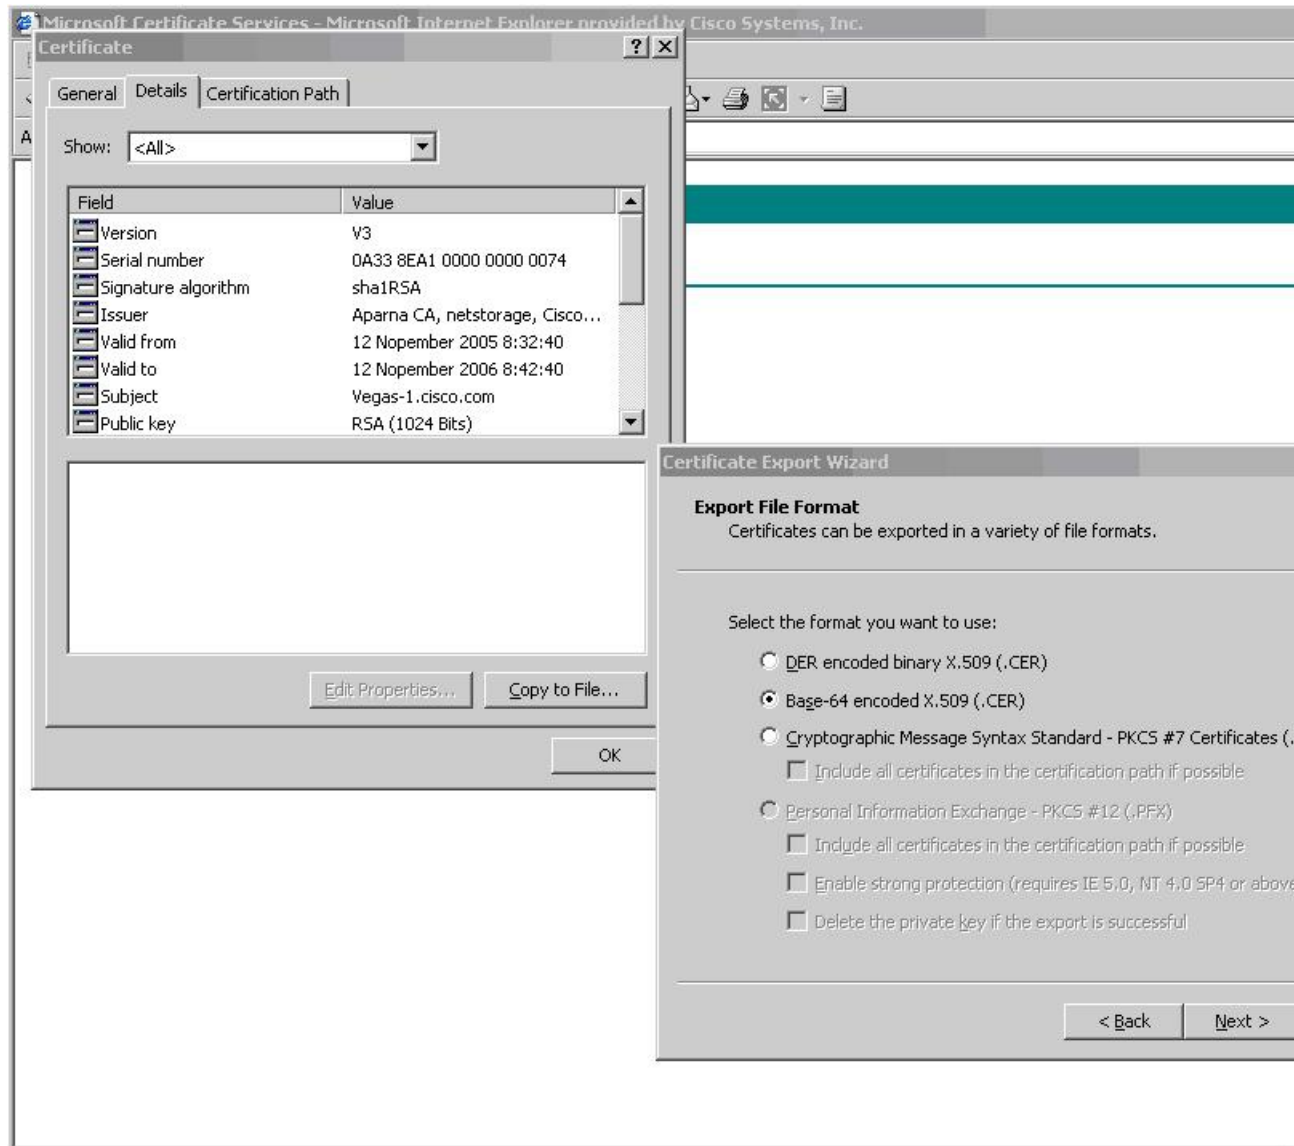 Microsoft Certificate Services - Microsoft Internet Explorer provided by Cisco Systems, Inc.
Certificate
General Details Certification Path
A
Show: <All>
Field Value
Version V3
Serial number 0A33 8EA1 0000 0000 0074
Signature algorithm sha1RSA
Issuer Aparna CA, netstorage, Cisco...
Valid from 12 Nopember 2005 8:32:40
Valid to 12 Nopember 2006 8:42:40
Subject Vegas-1.cisco.com
Public key RSA (1024 Bits)
Edit Properties... Copy to File...
OK
Certificate Export Wizard
Export File Format
Certificates can be exported in a variety of file formats.
Select the format you want to use:
DER encoded binary X.509 (.CER)
Base-64 encoded X.509 (.CER)
Cryptographic Message Syntax Standard - PKCS #7 Certificates (.
Include all certificates in the certification path if possible
Personal Information Exchange - PKCS #12 (.PFX)
Include all certificates in the certification path if possible
Enable strong protection (requires IE 5.0, NT 4.0 SP4 or above
Delete the private key if the export is successful
< Back Next >